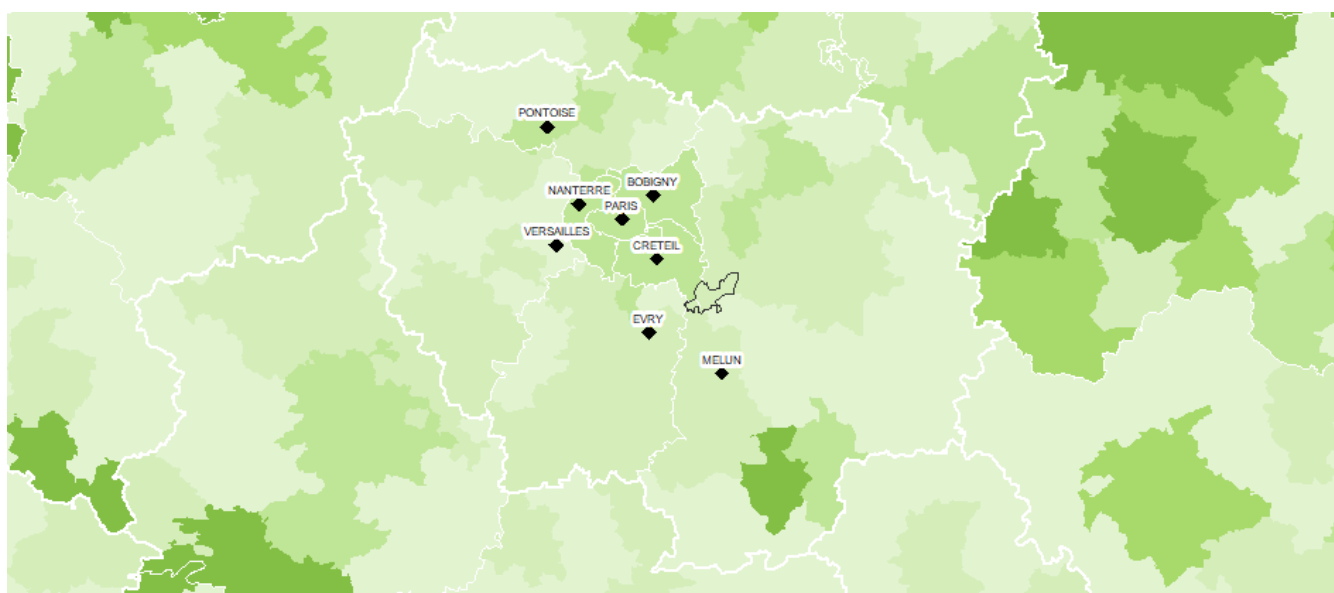 PONTOISE
BOBIGNY
NANTERRE
PARIS
VERSAILLES
CRETEIL
EVRY
MELUN